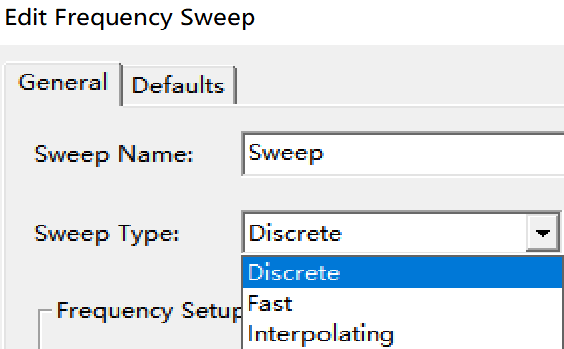 Edit Frequency Sweep
General Defaults
Sweep Name: Sweep
Sweep Type: Discrete
Discrete
Fast
Frequency Setup
Interpolating